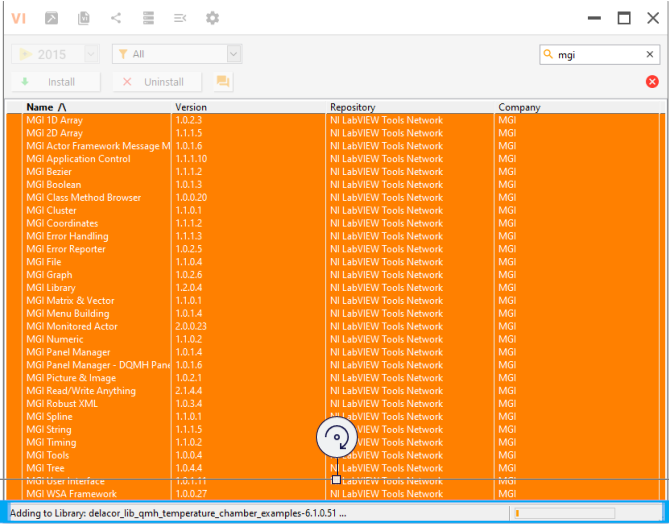 VI
2015
All
mgi
Install
Uninstall
Name /\ Version Repository Company
MGI 1D Array 1.0.2.3 NI LabVIEW Tools Network MGI
MGI 2D Array 1.1.1.5 NI LabVIEW Tools Network MGI
MGI Actor Framework Message M 1.0.1.6 NI LabVIEW Tools Network MGI
MGI Application Control 1.1.1.10 NI LabVIEW Tools Network MGI
MGI Bezier 1.1.1.2 NI LabVIEW Tools Network MGI
MGI Boolean 1.0.1.3 NI LabVIEW Tools Network MGI
MGI Class Method Browser 1.0.0.20 NI LabVIEW Tools Network MGI
MGI Cluster 1.1.0.1 NI LabVIEW Tools Network MGI
MGI Coordinates 1.1.1.2 NI LabVIEW Tools Network MGI
MGI Error Handling 1.1.1.3 NI LabVIEW Tools Network MGI
MGI Error Reporter 1.0.2.5 NI LabVIEW Tools Network MGI
MGI File 1.1.0.4 NI LabVIEW Tools Network MGI
MGI Graph 1.0.2.6 NI LabVIEW Tools Network MGI
MGI Library 1.2.0.4 NI LabVIEW Tools Network MGI
MGI Matrix & Vector 1.1.0.1 NI LabVIEW Tools Network MGI
MGI Menu Building 1.0.1.4 NI LabVIEW Tools Network MGI
MGI Monitored Actor 2.0.0.23 NI LabVIEW Tools Network MGI
MGI Numeric 1.1.0.2 NI LabVIEW Tools Network MGI
MGI Panel Manager 1.0.1.4 NI LabVIEW Tools Network MGI
MGI Panel Manager - DQMH Pane 1.0.1.6 NI LabVIEW Tools Network MGI
MGI Picture & Image 1.0.2.1 NI LabVIEW Tools Network MGI
MGI Read/Write Anything 2.1.4.4 NI LabVIEW Tools Network MGI
MGI Robust XML 1.0.3.4 NI LabVIEW Tools Network MGI
MGI Spline 1.1.0.1 NI LabVIEW Tools Network MGI
MGI String 1.1.1.5 LabVIEW Tools Network MGI
MGI Timing 1.1.0.2 LabVIEW Tools Network MGI
MGI Tools 1.0.0.4 LabVIEW Tools Network MGI
MGI Tree 1.0.4.4 NI LabVIEW Tools Network MGI
MGI User Interface 1.0.1.11 NI LabVIEW Tools Network MGI
MGI WSA Framework 1.0.0.27 NI LabVIEW Tools Network MGI
Adding to Library: delacor_lib_qmh_temperature_chamber_examples-6.1.0.51 ...